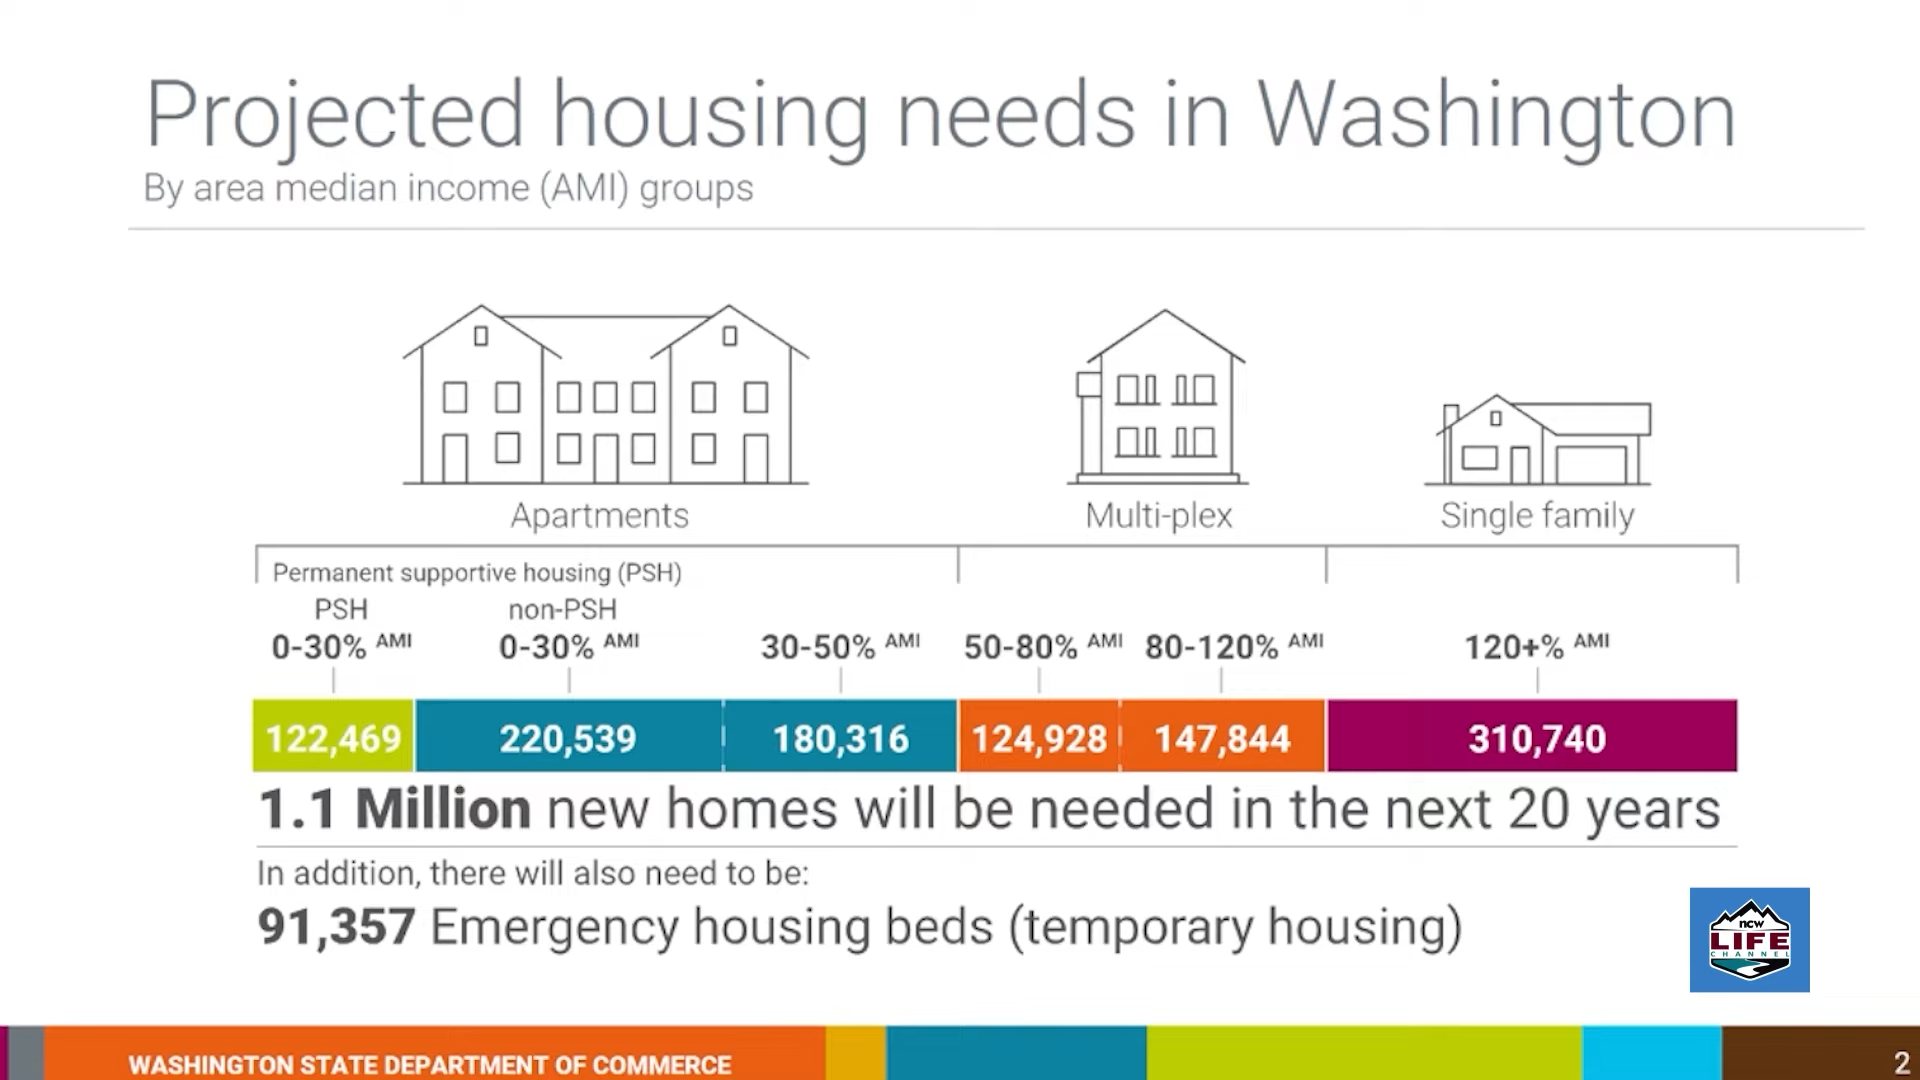 Projected housing needs in Washington
By area median income (AMI) groups
Apartments
Multi-plex
Single family
Permanent supportive housing (PSH)
PSH
non-PSH
0-30% AMI
0-30% AMI
30-50% AMI
50-80% AMI
80-120% AMI
120+% AMI
122,469
220,539
180,316
124,928
147,844
310,740
1.1 Million new homes will be needed in the next 20 years
In addition, there will also need to be:
91,357 Emergency housing beds (temporary housing)
ncw
LIFE
CHANNEL
WASHINGTON STATE DEPARTMENT OF COMMERCE
2